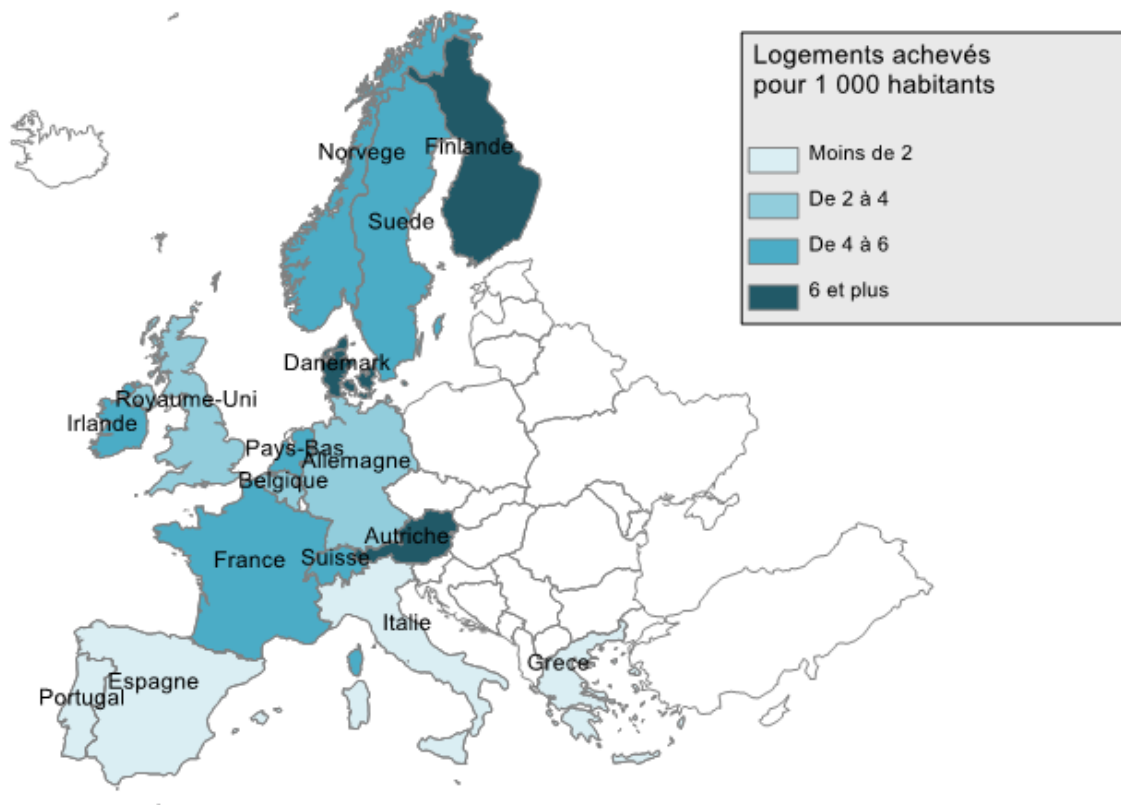 Logements achevés
pour 1 000 habitants
Moins de 2
De 2 à 4
De 4 à 6
6 et plus
Finlande
Norvege
Suede
Danemark
Royaume-Uni
Irlande
Pays-Bas
Allemagne
Belgique
Autriche
France
Suisse
Italie
Grece
Espagne
Portugal